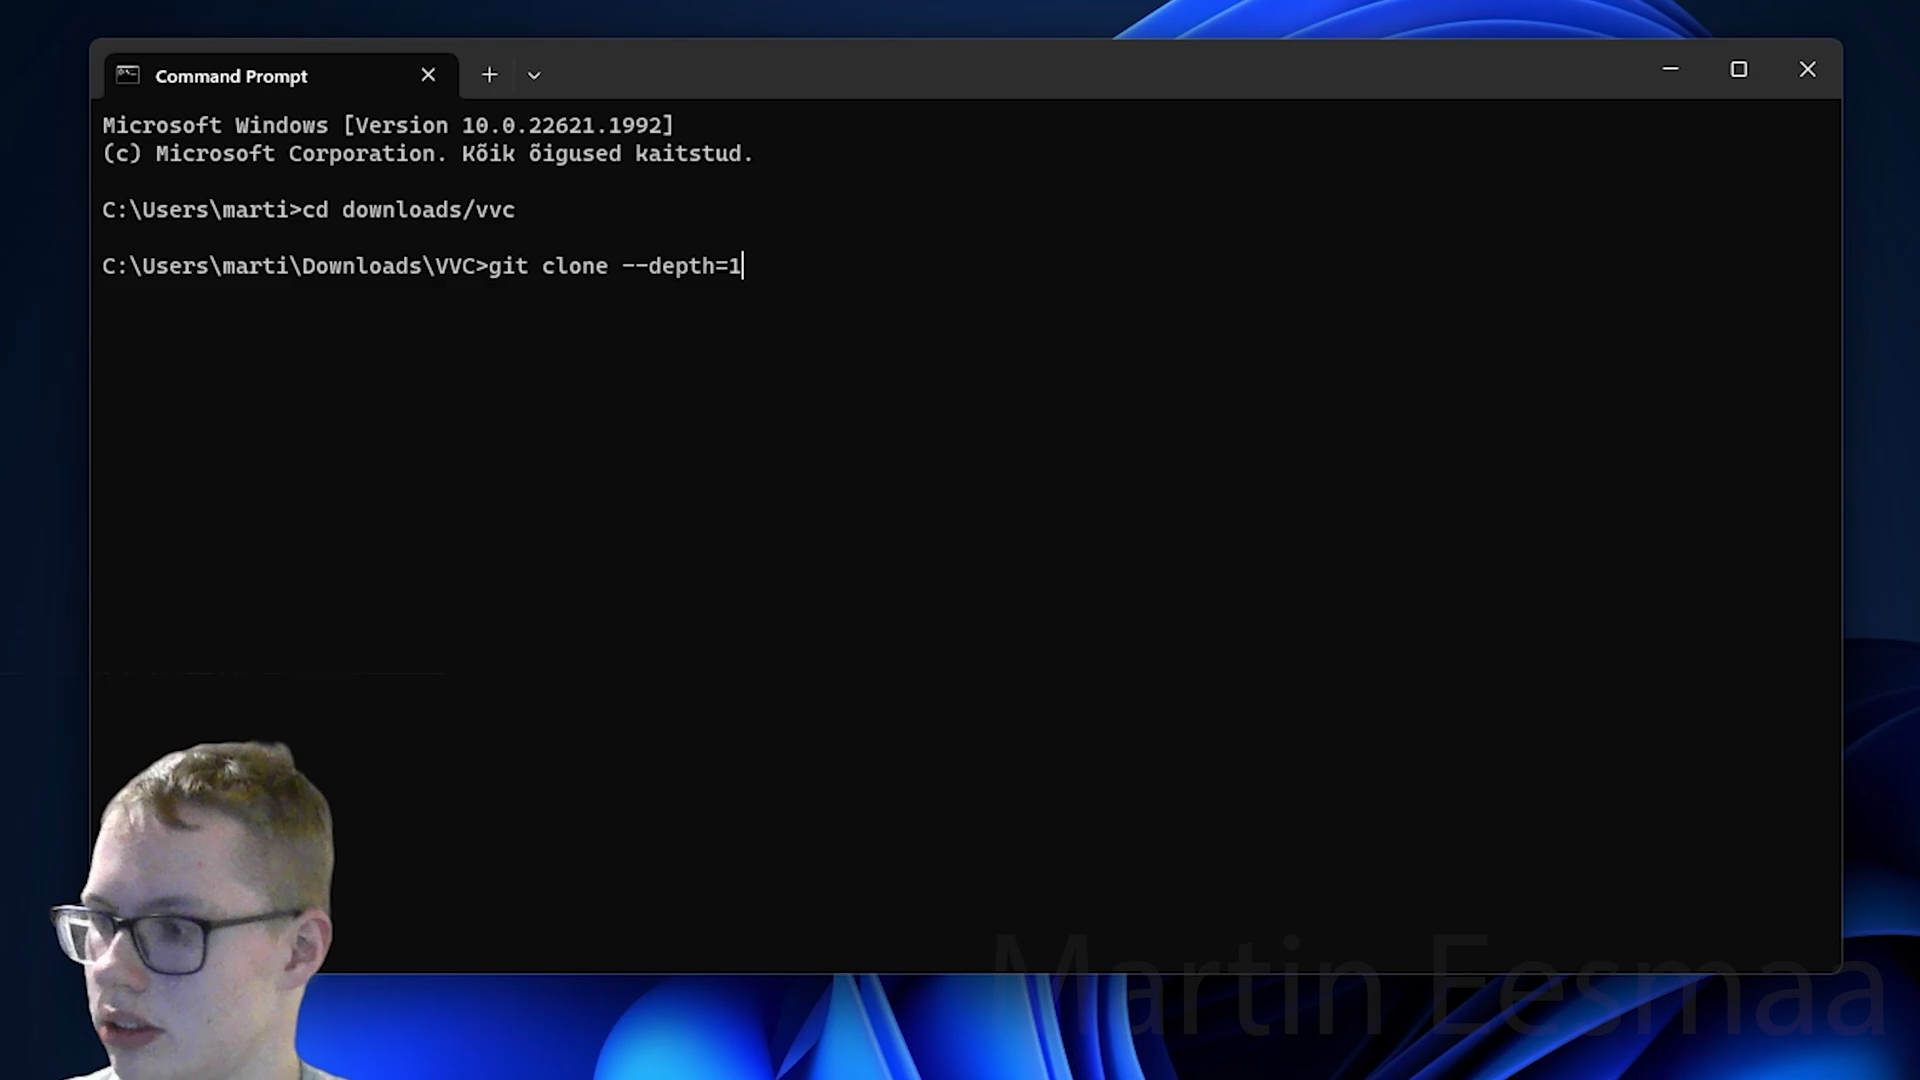 Command Prompt
Microsoft Windows [Version 10.0.22621.1992]
(c) Microsoft Corporation. Kõik õigused kaitstud.
C:\Users\marti>cd downloads/vvc
C:\Users\marti\Downloads\VVC>git clone --depth=1
Martin Eesmaa